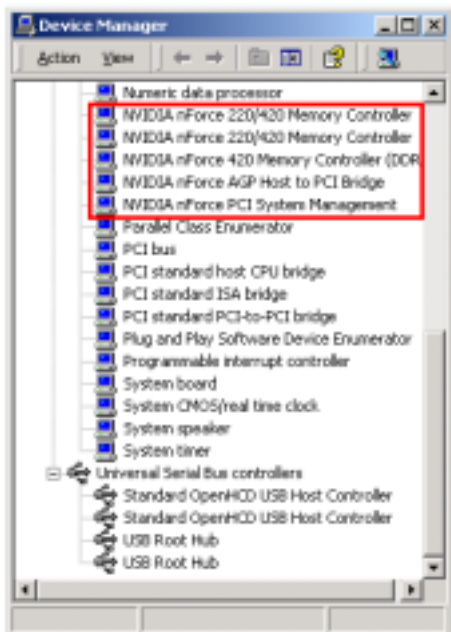 Device Manager
Action View
Numeric data processor
NVIDIA nForce 220/420 Memory Controller
NVIDIA nForce 220/420 Memory Controller
NVIDIA nForce 420 Memory Controller (DDR
NVIDIA nForce AGP Host to PCI Bridge
NVIDIA nForce PCI System Management
Parallel Class Enumerator
PCI bus
PCI standard host CPU bridge
PCI standard ISA bridge
PCI standard PCI-to-PCI bridge
Plug and Play Software Device Enumerator
Programmable interrupt controller
System board
System CMOS/real time clock
System speaker
System timer
Universal Serial Bus controllers
Standard OpenHCD USB Host Controller
Standard OpenHCD USB Host Controller
USB Root Hub
USB Root Hub